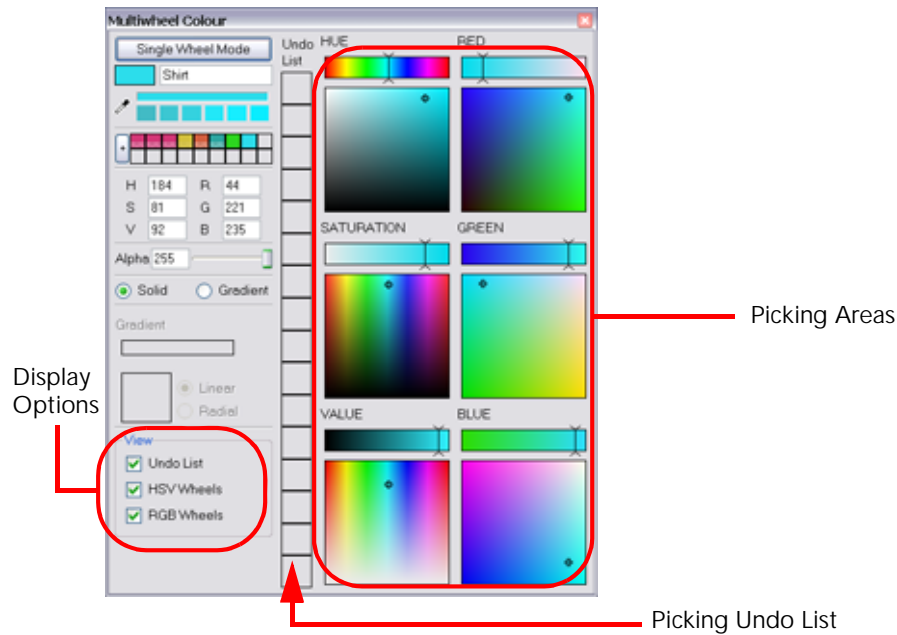 Multiwheel Colour
Single Wheel Mode
Shirt
H 184 R 44
S 81 G 221
V 92 B 235
Alpha 255
Solid Gradient
Gradient
Linear
Radial
View
Undo List
HSV Wheels
RGB Wheels
Undo
List
HUE
RED
SATURATION
GREEN
VALUE
BLUE
Display
Options
Picking Areas
Picking Undo List